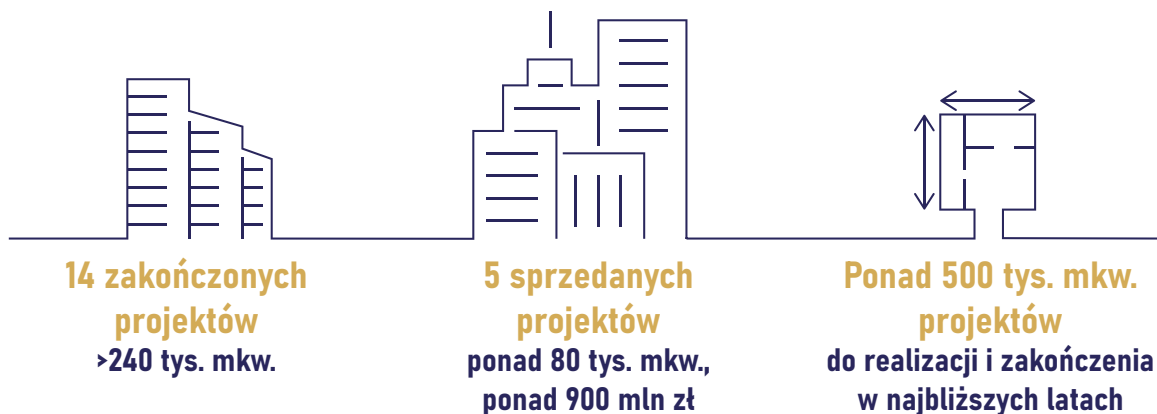 14 zakończonych
projektów
>240 tys. mkw.
5 sprzedanych
projektów
ponad 80 tys. mkw.,
ponad 900 mln zł
Ponad 500 tys. mkw.
projektów
do realizacji i zakończenia
w najbliższych latach